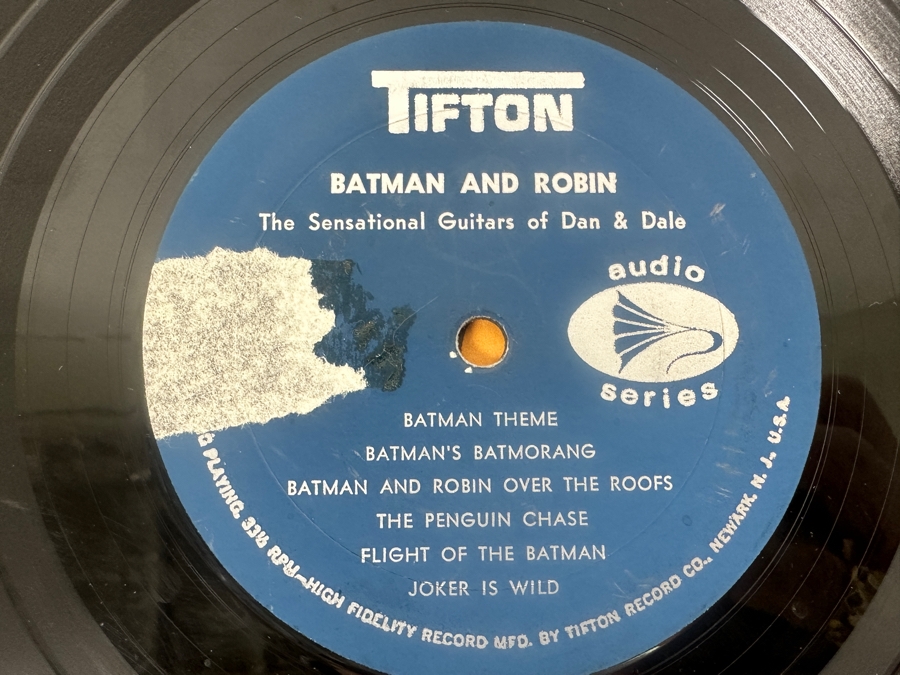 TIFTON
BATMAN AND ROBIN
The Sensational Guitars of Dan & Dale
audio
series
BATMAN THEME
BATMAN'S BATMORANG
BATMAN AND ROBIN OVER THE ROOFS
THE PENGUIN CHASE
FLIGHT OF THE BATMAN
JOKER IS WILD
G PLAYING, 33⅓ RPM—HIGH FIDELITY RECORD MFD. BY TIFTON RECORD CO., NEWARK, N. J., U.S.A.